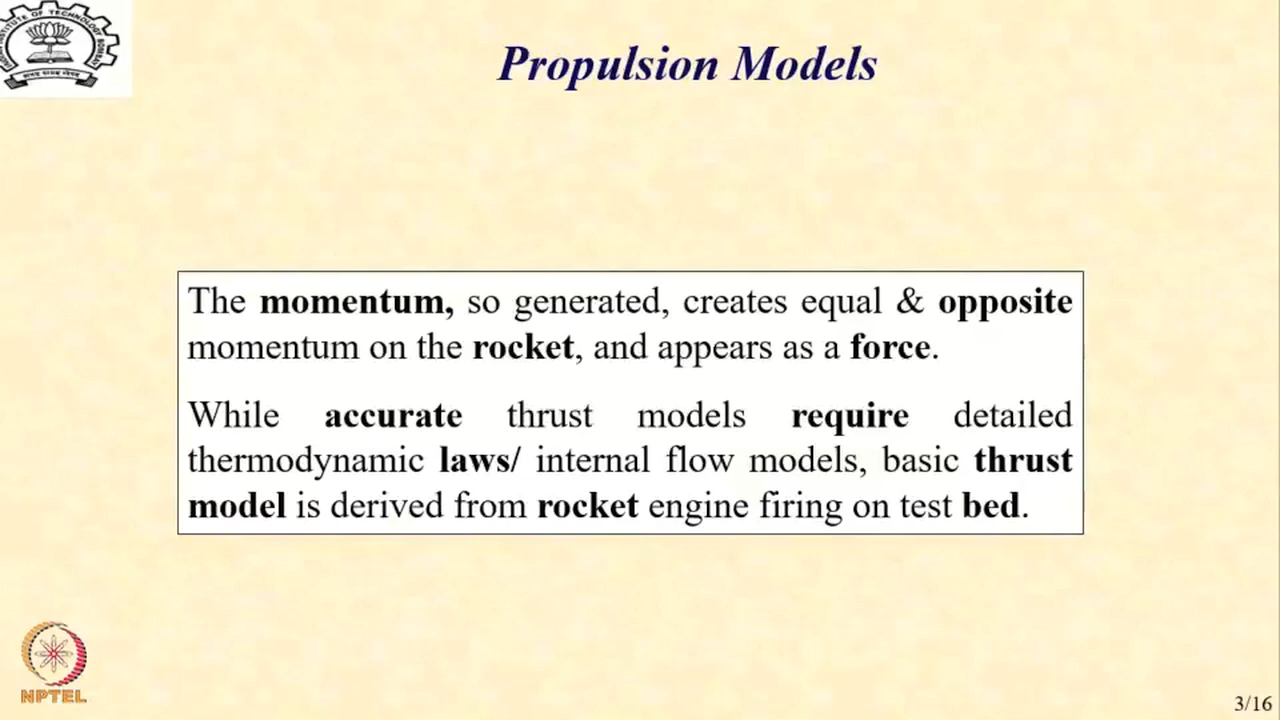 Propulsion Models
The momentum, so generated, creates equal & opposite
momentum on the rocket, and appears as a force.
While accurate thrust models require detailed
thermodynamic laws/ internal flow models, basic thrust
model is derived from rocket engine firing on test bed.
NPTEL
3/16